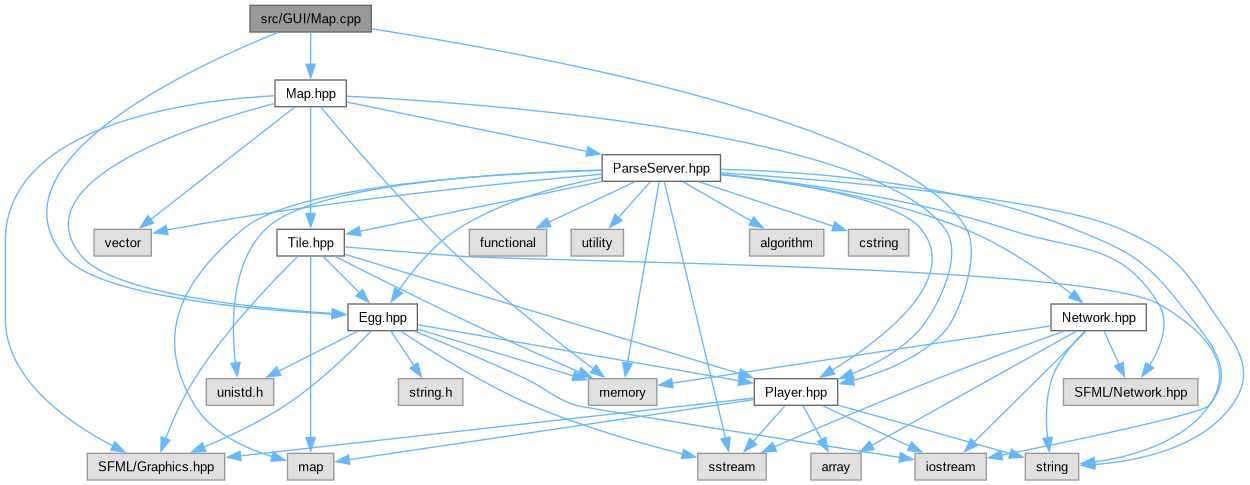 src/GUI/Map.cpp
Map.hpp
ParseServer.hpp
vector
Tile.hpp
functional
utility
algorithm
cstring
Egg.hpp
Network.hpp
unistd.h
string.h
memory
Player.hpp
SFML/Network.hpp
SFML/Graphics.hpp
map
sstream
array
iostream
string